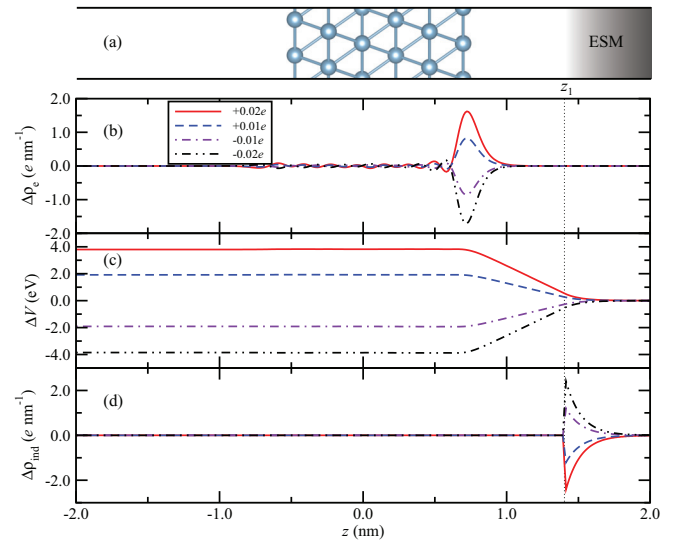 (a)
ESM
z₁
+0.02e
+0.01e
-0.01e
-0.02e
(b)
2.0
1.0
0.0
-1.0
-2.0
Δρₑ (e nm⁻¹)
(c)
4.0
2.0
0.0
-2.0
-4.0
ΔV (eV)
(d)
2.0
0.0
-2.0
Δρ_ind (e nm⁻¹)
-2.0 -1.0 0.0 1.0 2.0
z (nm)